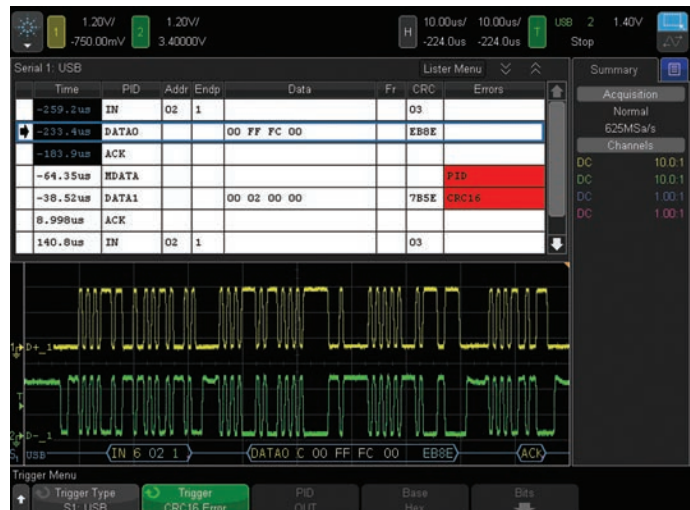 1.20V/ 1.20V/ 10.00us/ 10.00us/ USB 2 1.40V
1 2 H T
-750.00mV 3.40000V -224.0us -224.0us Stop
Serial 1: USB Lister Menu Summary
Time PID Addr Endp Data Fr CRC Errors
-259.2us IN 02 1 03
-233.4us DATA0 00 FF FC 00 EB8E
-183.9us ACK
-64.35us MDATA PID
-38.52us DATA1 00 02 00 00 7B5E CRC16
8.998us ACK
140.8us IN 02 1 03
Acquisition
Normal
625MSa/s
Channels
DC 10.0:1
DC 10.0:1
DC 1.00:1
DC 1.00:1
D+_1
T
D-_1
S1 USB IN 6 02 1 DATA0 C 00 FF FC 00 EB8E ACK
Trigger Menu
Trigger Type Trigger PID Base Bits
S1: USB CRC16 Error OUT Hex